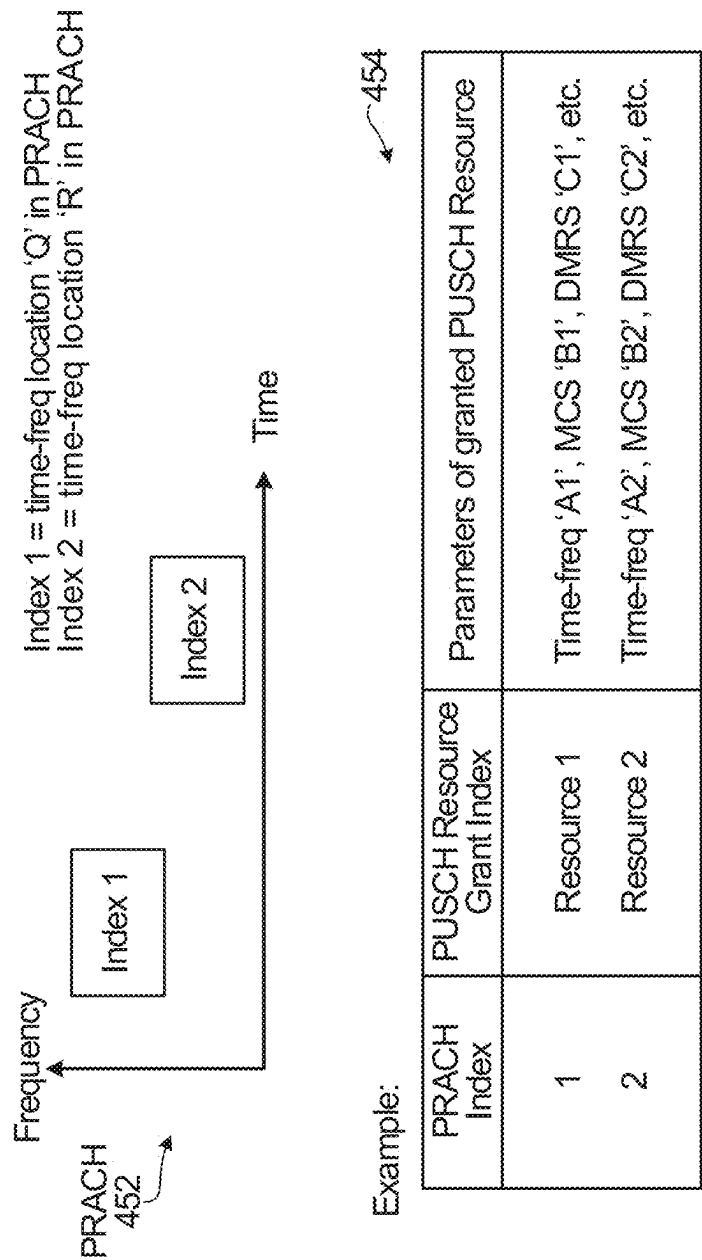 PRACH
452
Frequency
Index 1
Index 2
Time
Index 1 = time-freq location 'Q' in PRACH
Index 2 = time-freq location 'R' in PRACH
Example:
454
PRACH
Index
PUSCH Resource
Grant Index
Parameters of granted PUSCH Resource
1
Resource 1
Time-freq 'A1', MCS 'B1', DMRS 'C1', etc.
2
Resource 2
Time-freq 'A2', MCS 'B2', DMRS 'C2', etc.